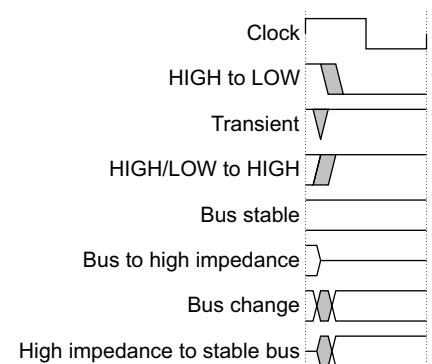 Clock
HIGH to LOW
Transient
HIGH/LOW to HIGH
Bus stable
Bus to high impedance
Bus change
High impedance to stable bus